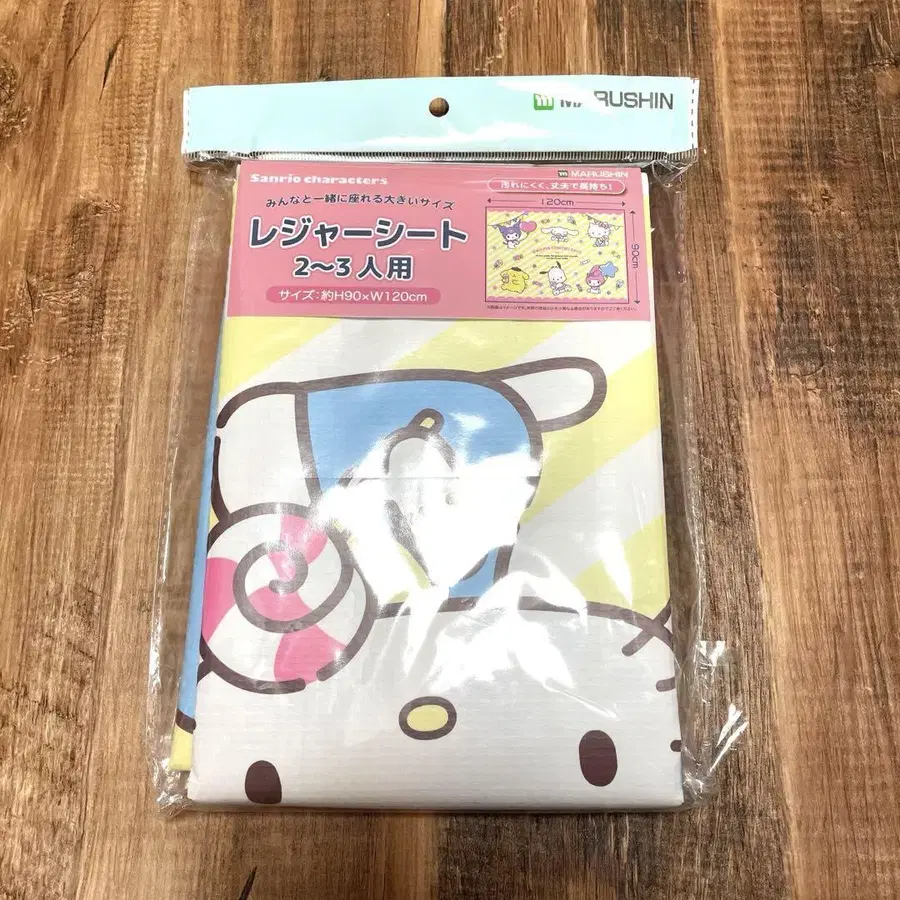 MARUSHIN
Sanrio characters
MARUSHIN
みんなと一緒に座れる大きいサイズ
レジャーシート
2〜3人用
サイズ：約H90×W120cm
汚れにくく、丈夫で長持ち！
120cm
90cm